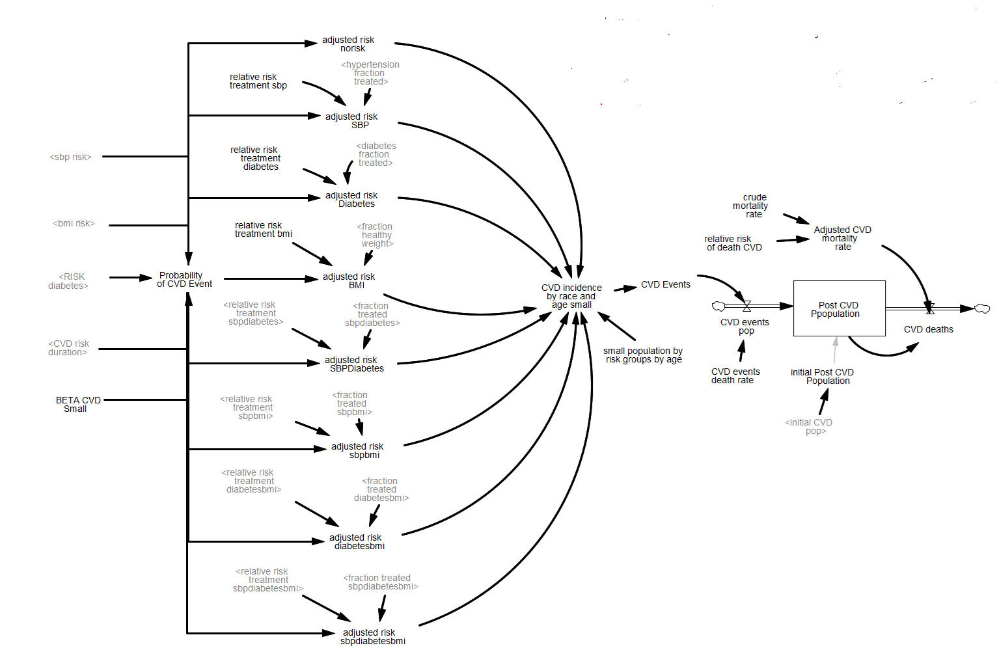 adjusted risk
norisk
<hypertension
fraction
treated>
relative risk
treatment sbp
adjusted risk
SBP
<diabetes
fraction
treated>
relative risk
treatment
diabetes
<sbp risk>
adjusted risk
Diabetes
<bmi risk>
relative risk
treatment bmi
<fraction
healthy
weight>
<RISK
diabetes>
Probability
of CVD Event
adjusted risk
BMI
<relative risk
treatment
sbpdiabetes>
<fraction
treated
sbpdiabetes>
<CVD risk
duration>
adjusted risk
SBPDiabetes
BETA CVD
Small
<relative risk
treatment
sbpbmi>
<fraction
treated
sbpbmi>
adjusted risk
sbpbmi
<relative risk
treatment
diabetesbmi>
<fraction
treated
diabetesbmi>
adjusted risk
diabetesbmi
<relative risk
treatment
sbpdiabetesbmi>
<fraction treated
sbpdiabetesbmi>
adjusted risk
sbpdiabetesbmi
CVD incidence
by race and
age small
CVD Events
small population by
risk groups by age
crude
mortality
rate
relative risk
of death CVD
Adjusted CVD
mortality
rate
CVD events
pop
Post CVD
Ppopulation
CVD deaths
CVD events
death rate
initial Post CVD
Population
<initial CVD
pop>